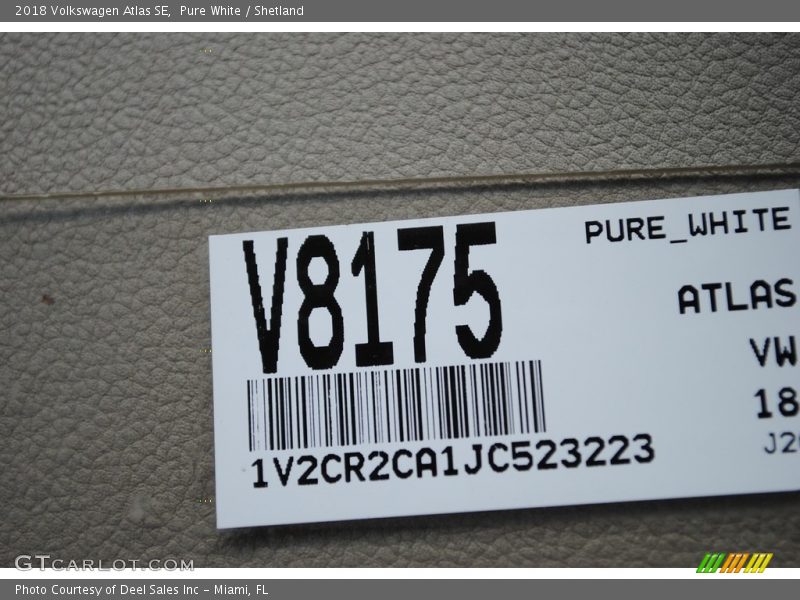 2018 Volkswagen Atlas SE,  Pure White / Shetland
V8175
PURE_WHITE
ATLAS
VW
18
1V2CR2CA1JC523223
GTCARLOT.COM
Photo Courtesy of Deel Sales Inc - Miami, FL